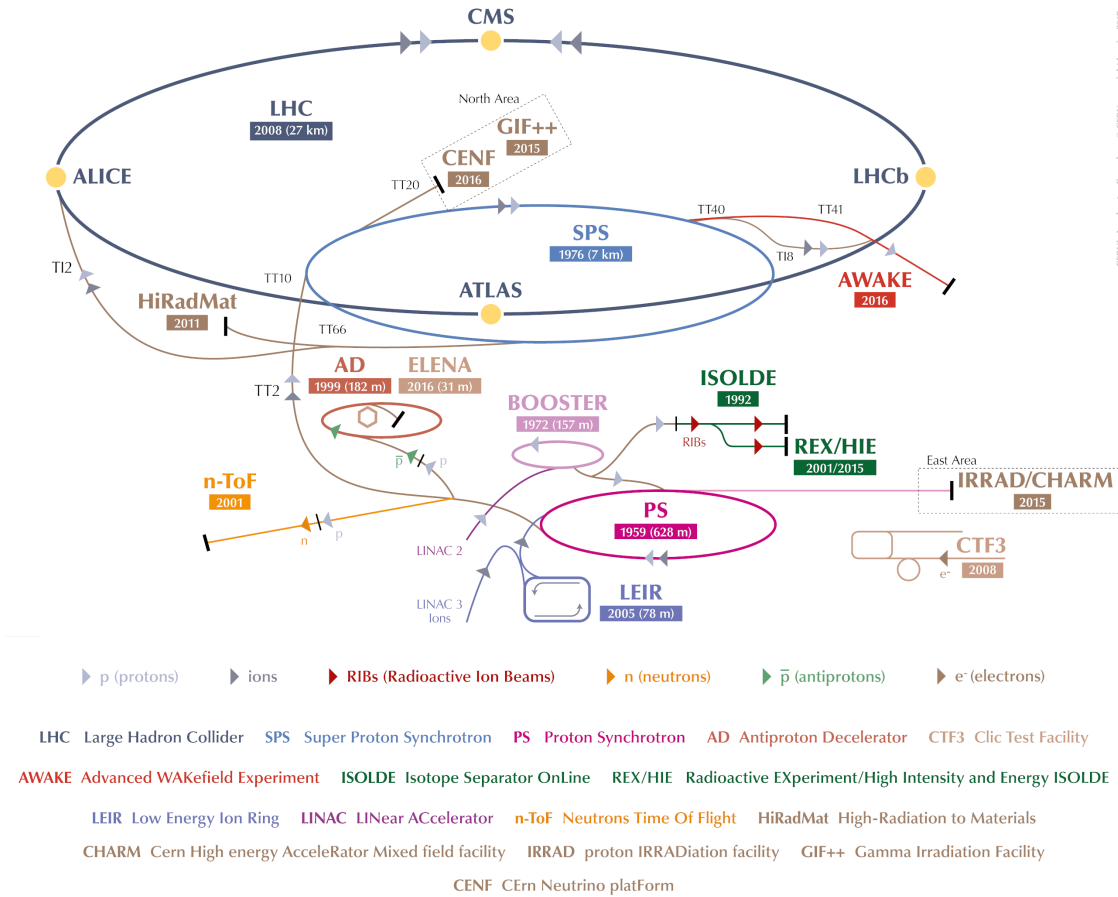 CMS
LHC
2008 (27 km)
North Area
GIF++
2015
CENF
2016
TT20
ALICE
LHCb
TT40
TT41
SPS
1976 (7 km)
TI2
TT10
TI8
AWAKE
2016
ATLAS
HiRadMat
2011
TT66
AD
1999 (182 m)
ELENA
2016 (31 m)
TT2
ISOLDE
1992
BOOSTER
1972 (157 m)
RIBs
REX/HIE
2001/2015
p̅
p
East Area
n-ToF
2001
IRRAD/CHARM
2015
PS
1959 (628 m)
n
p
LINAC 2
CTF3
2008
e-
LEIR
2005 (78 m)
LINAC 3
Ions
p (protons) ions RIBs (Radioactive Ion Beams) n (neutrons) p̅ (antiprotons) e- (electrons)
LHC Large Hadron Collider SPS Super Proton Synchrotron PS Proton Synchrotron AD Antiproton Decelerator CTF3 Clic Test Facility
AWAKE Advanced WAKefield Experiment ISOLDE Isotope Separator OnLine REX/HIE Radioactive EXperiment/High Intensity and Energy ISOLDE
LEIR Low Energy Ion Ring LINAC LINear ACcelerator n-ToF Neutrons Time Of Flight HiRadMat High-Radiation to Materials
CHARM Cern High energy AcceleRator Mixed field facility IRRAD proton IRRADiation facility GIF++ Gamma Irradiation Facility
CENF CErn Neutrino platForm